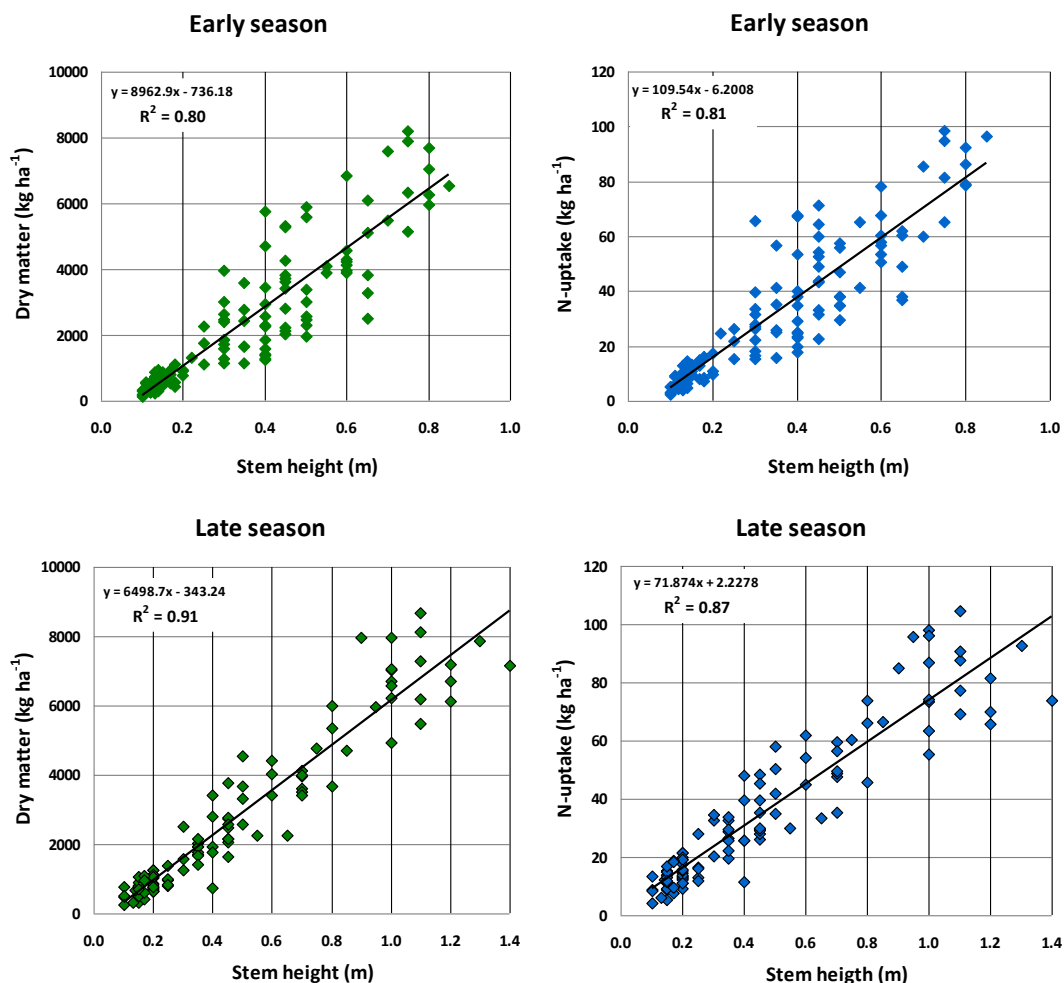 Early season
Dry matter (kg ha-1)
10000
8000
6000
4000
2000
0
y = 8962.9x - 736.18
R2 = 0.80
0.0 0.2 0.4 0.6 0.8 1.0
Stem height (m)
Early season
N-uptake (kg ha-1)
120
100
80
60
40
20
0
y = 109.54x - 6.2008
R2 = 0.81
0.0 0.2 0.4 0.6 0.8 1.0
Stem heigth (m)
Late season
Dry matter (kg ha-1)
10000
8000
6000
4000
2000
0
y = 6498.7x - 343.24
R2 = 0.91
0.0 0.2 0.4 0.6 0.8 1.0 1.2 1.4
Stem height (m)
Late season
N-uptake (kg ha-1)
120
100
80
60
40
20
0
y = 71.874x + 2.2278
R2 = 0.87
0.0 0.2 0.4 0.6 0.8 1.0 1.2 1.4
Stem heigth (m)